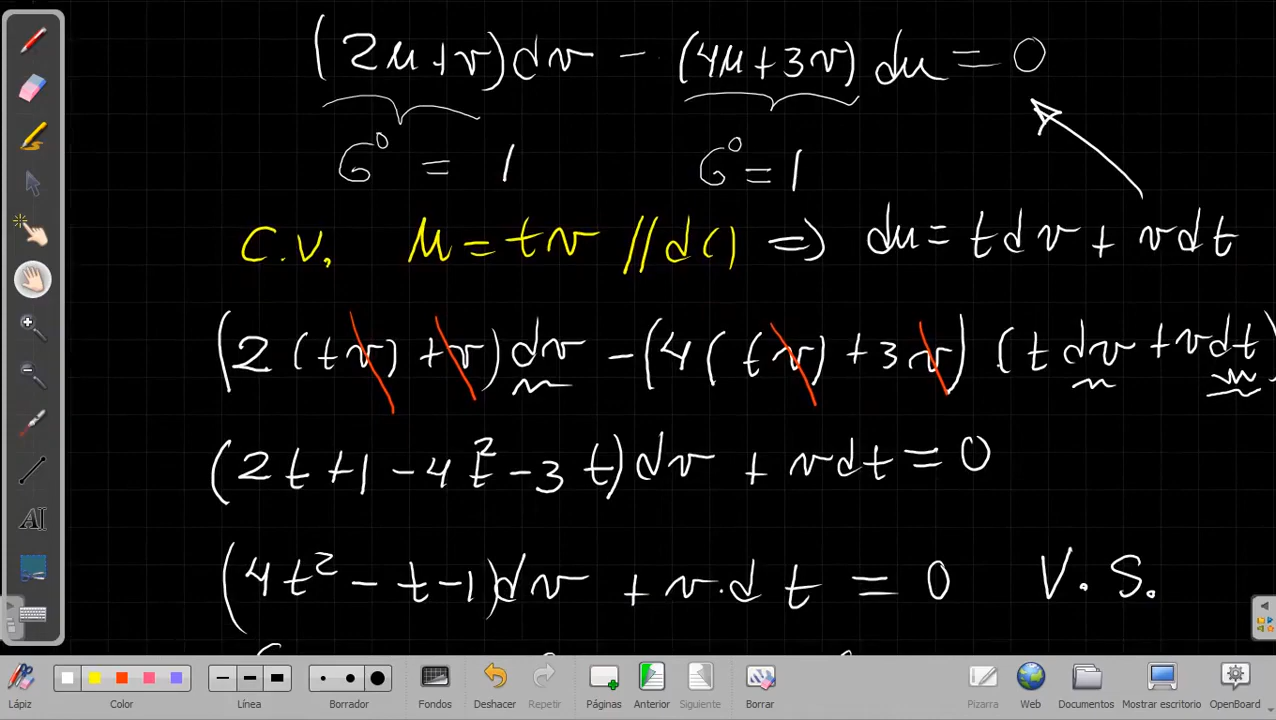 (2u+v)dv - (4u+3v)du = 0
G° = 1 G° = 1
C.V. u = tv //d() => du = tdv + vdt
(2(tv)+v)dv - (4(tv)+3v)(tdv+vdt)
(2t+1-4t²-3t)dv + vdt = 0
(4t²-t-1)dv + v.dt = 0 V.S.
Lápiz Color Línea Borrador Fondos Deshacer Repetir Páginas Anterior Siguiente Borrar Pizarra Web Documentos Mostrar escritorio OpenBoard